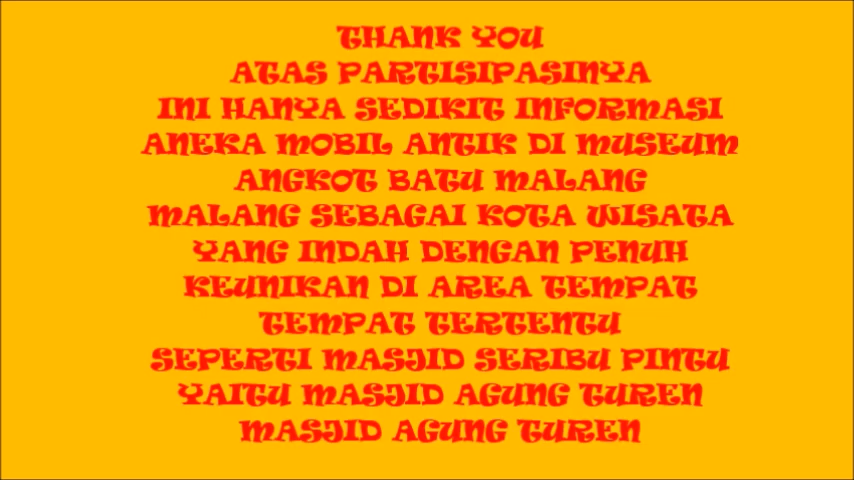 THANK YOU
ATAS PARTISIPASINYA
INI HANYA SEDIKIT INFORMASI
ANEKA MOBIL ANTIK DI MUSEUM
ANGKOT BATU MALANG
MALANG SEBAGAI KOTA WISATA
YANG INDAH DENGAN PENUH
KEUNIKAN DI AREA TEMPAT
TEMPAT TERTENTU
SEPERTI MASJID SERIBU PINTU
YAITU MASJID AGUNG TUREN
MASJID AGUNG TUREN